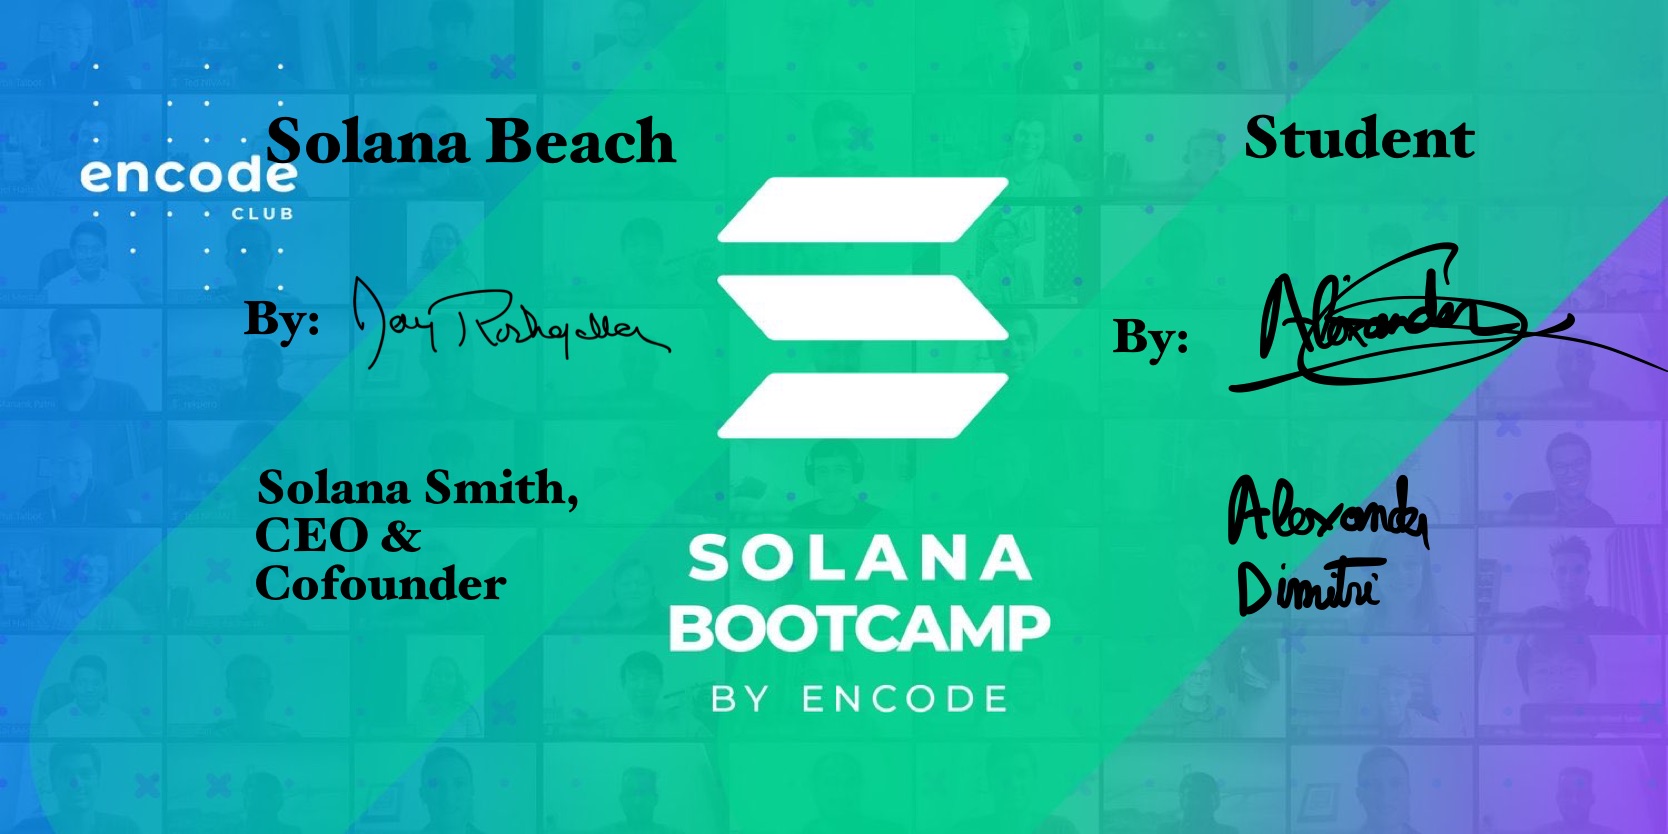 encode
CLUB
Solana Beach
By:
Solana Smith,
CEO &
Cofounder
SOLANA
BOOTCAMP
BY ENCODE
Student
By: Alexander
Alexander
Dimitri